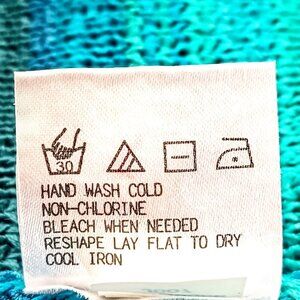 30
HAND WASH COLD
NON-CHLORINE
BLEACH WHEN NEEDED
RESHAPE LAY FLAT TO DRY
COOL IRON